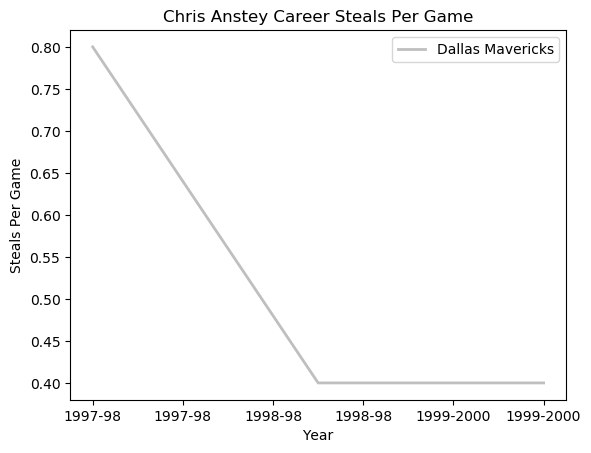 Chris Anstey Career Steals Per Game
Dallas Mavericks
Steals Per Game
0.80
0.75
0.70
0.65
0.60
0.55
0.50
0.45
0.40
1997-98 1997-98 1998-98 1998-98 1999-2000 1999-2000
Year